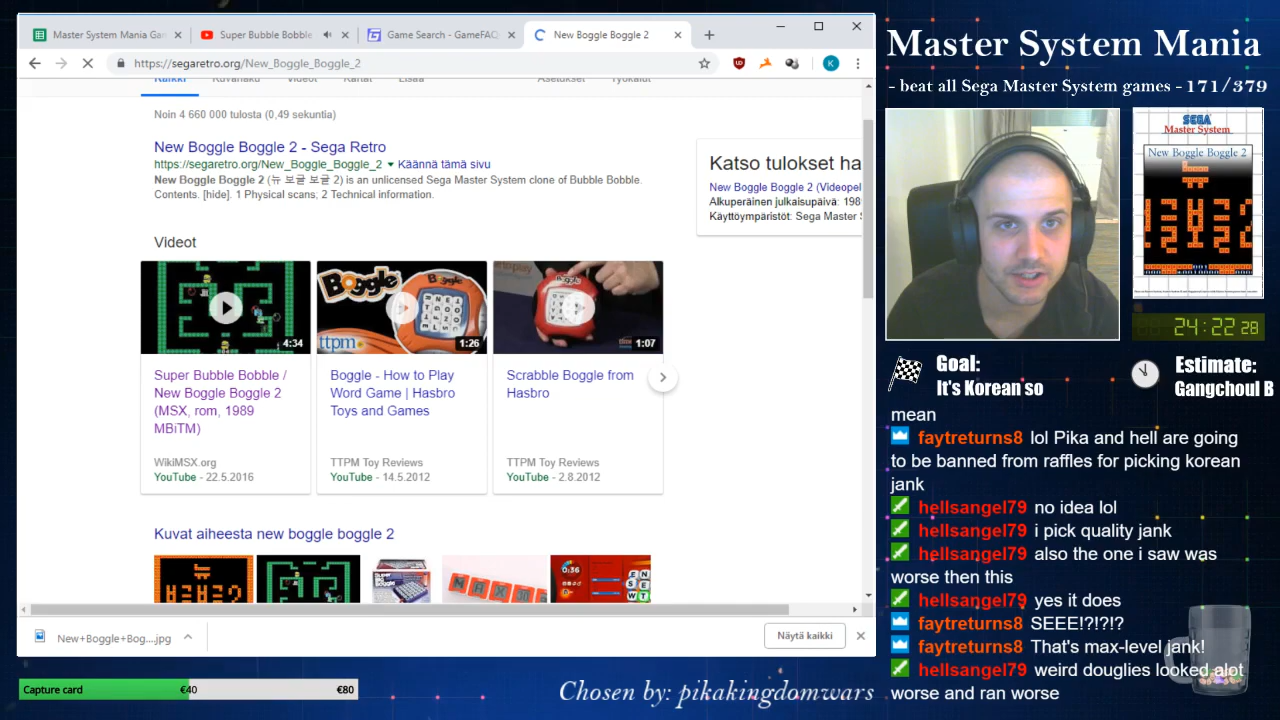 Master System Mania Gan
Super Bubble Bobble
Game Search - GameFAQ
New Boggle Boggle 2
https://segaretro.org/New_Boggle_Boggle_2
K
Noin 4 660 000 tulosta (0,49 sekuntia)
New Boggle Boggle 2 - Sega Retro
https://segaretro.org/New_Boggle_Boggle_2 ▾ Käännä tämä sivu
New Boggle Boggle 2 (뉴 보글 보글 2) is an unlicensed Sega Master System clone of Bubble Bobble.
Contents. [hide]. 1 Physical scans; 2 Technical information.
Katso tulokset ha
New Boggle Boggle 2 (Videopel
Alkuperäinen julkaisupäivä: 198
Käyttöympäristöt: Sega Master
Videot
4:34
Boggle
ttpm
1:26
1:07
Super Bubble Bobble /
New Boggle Boggle 2
(MSX, rom, 1989
MBiTM)
WikiMSX.org
YouTube - 22.5.2016
Boggle - How to Play
Word Game | Hasbro
Toys and Games
TTPM Toy Reviews
YouTube - 14.5.2012
Scrabble Boggle from
Hasbro
TTPM Toy Reviews
YouTube - 2.8.2012
Kuvat aiheesta new boggle boggle 2
0:36
New+Boggle+Bog....jpg
Näytä kaikki
Capture card
€40
€80
Chosen by: pikakingdomwars
Master System Mania
- beat all Sega Master System games - 171/379
SEGA
Master System
New Boggle Boggle 2
24:22 28
Goal:
It's Korean so
Estimate:
Gangchoul B
mean
faytreturns8 lol Pika and hell are going
to be banned from raffles for picking korean
jank
hellsangel79 no idea lol
hellsangel79 i pick quality jank
hellsangel79 also the one i saw was
worse then this
hellsangel79 yes it does
faytreturns8 SEEE!?!?!?
faytreturns8 That's max-level jank!
hellsangel79 weird douglies looked alot
worse and ran worse